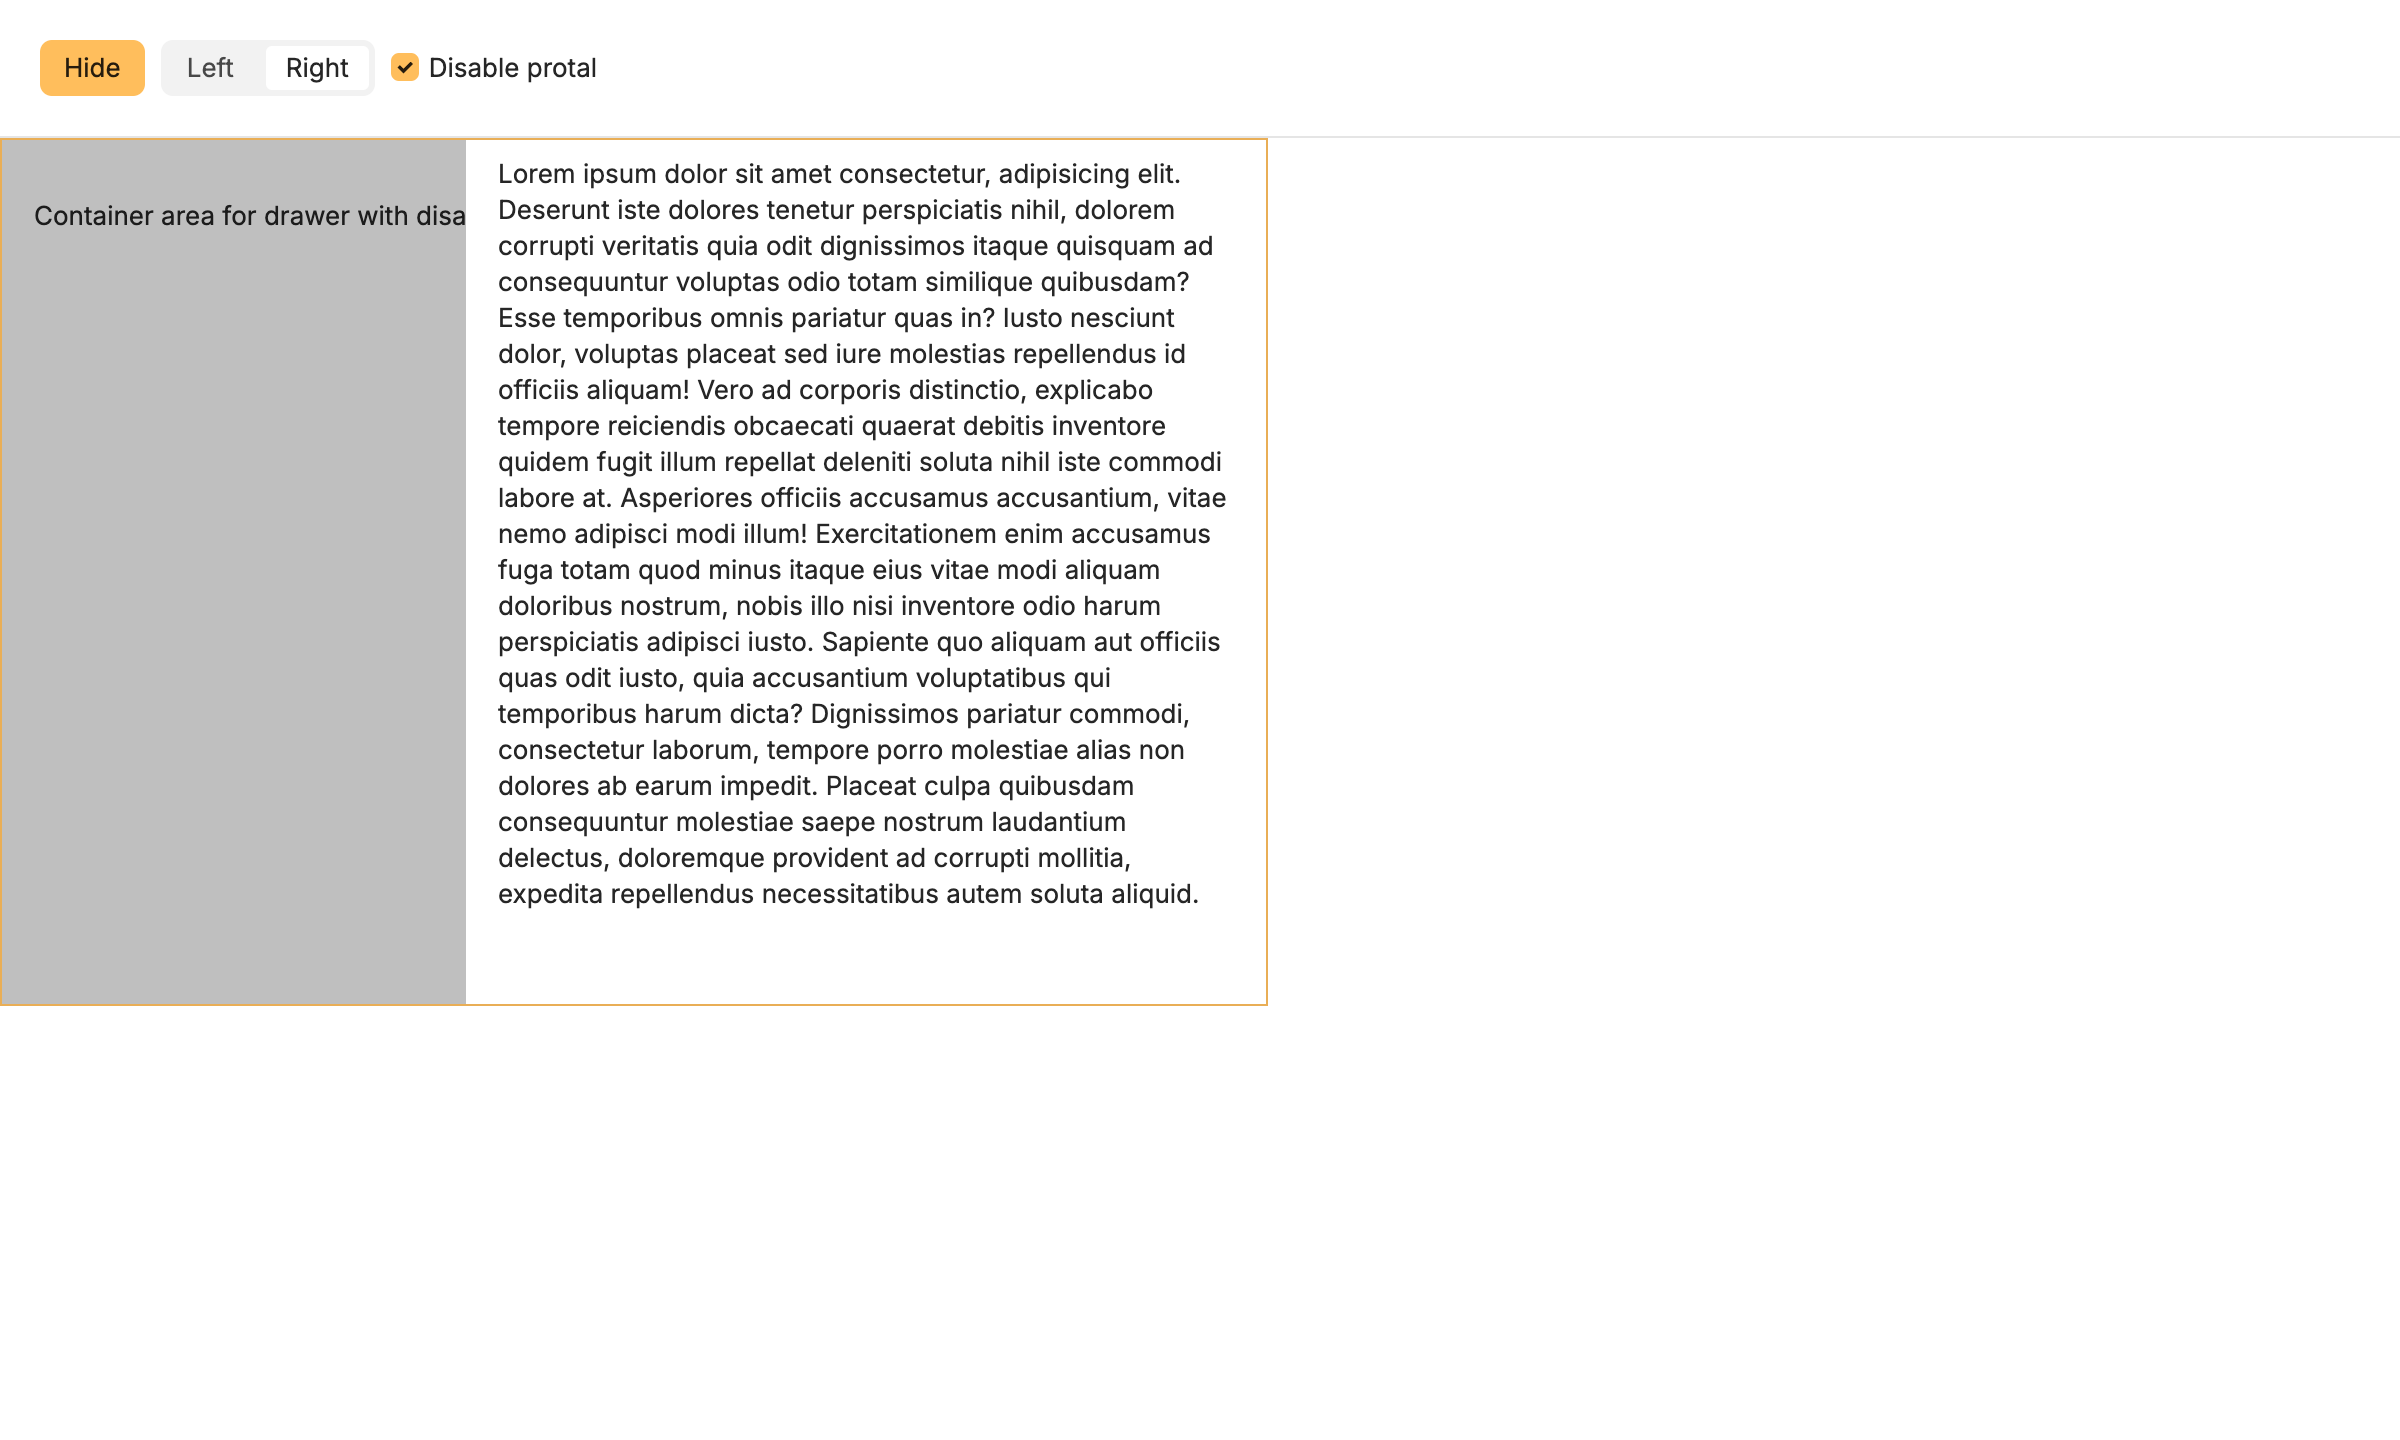 Hide Left Right Disable protal
Container area for drawer with disa
Lorem ipsum dolor sit amet consectetur, adipisicing elit.
Deserunt iste dolores tenetur perspiciatis nihil, dolorem
corrupti veritatis quia odit dignissimos itaque quisquam ad
consequuntur voluptas odio totam similique quibusdam?
Esse temporibus omnis pariatur quas in? Iusto nesciunt
dolor, voluptas placeat sed iure molestias repellendus id
officiis aliquam! Vero ad corporis distinctio, explicabo
tempore reiciendis obcaecati quaerat debitis inventore
quidem fugit illum repellat deleniti soluta nihil iste commodi
labore at. Asperiores officiis accusamus accusantium, vitae
nemo adipisci modi illum! Exercitationem enim accusamus
fuga totam quod minus itaque eius vitae modi aliquam
doloribus nostrum, nobis illo nisi inventore odio harum
perspiciatis adipisci iusto. Sapiente quo aliquam aut officiis
quas odit iusto, quia accusantium voluptatibus qui
temporibus harum dicta? Dignissimos pariatur commodi,
consectetur laborum, tempore porro molestiae alias non
dolores ab earum impedit. Placeat culpa quibusdam
consequuntur molestiae saepe nostrum laudantium
delectus, doloremque provident ad corrupti mollitia,
expedita repellendus necessitatibus autem soluta aliquid.